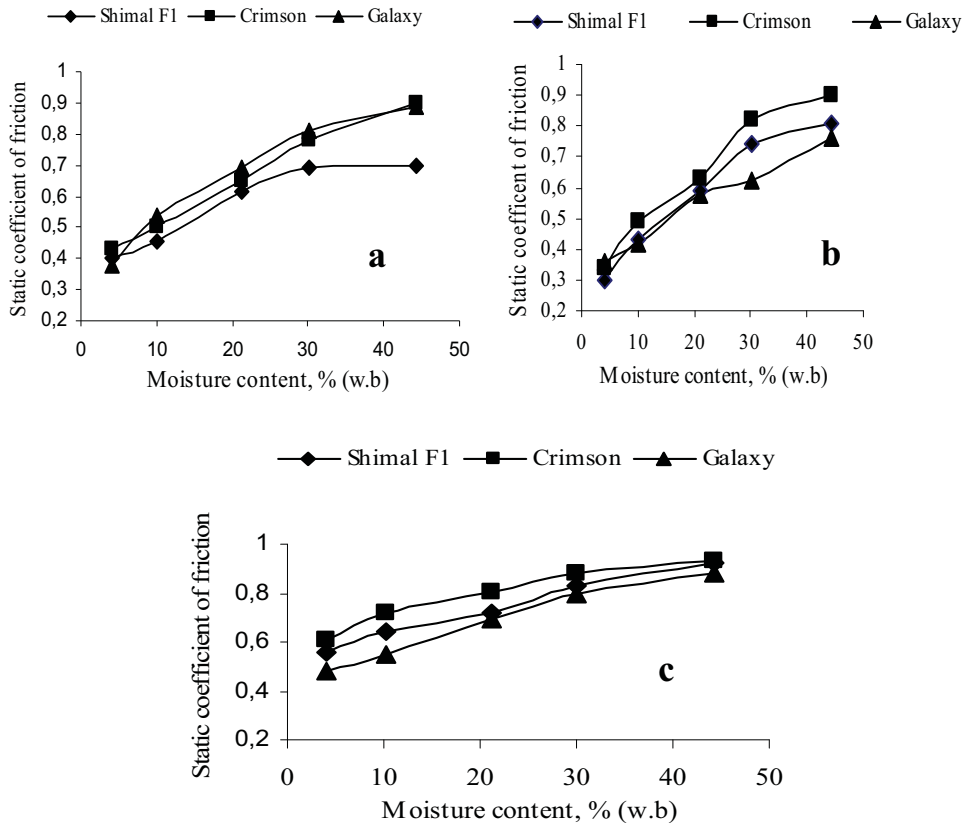 Shimal F1 Crimson Galaxy
Static coefficient of friction
1
0,9
0,8
0,7
0,6
0,5
0,4
0,3
0,2
a
0 10 20 30 40 50
Moisture content, % (w.b)
Shimal F1 Crimson Galaxy
Static coefficent of friction
1
0,9
0,8
0,7
0,6
0,5
0,4
0,3
0,2
b
0 10 20 30 40 50
Moisture content, % (w.b)
Shimal F1 Crimson Galaxy
Static coefficient of friction
1
0,8
0,6
0,4
0,2
c
0 10 20 30 40 50
Moisture content, % (w.b)